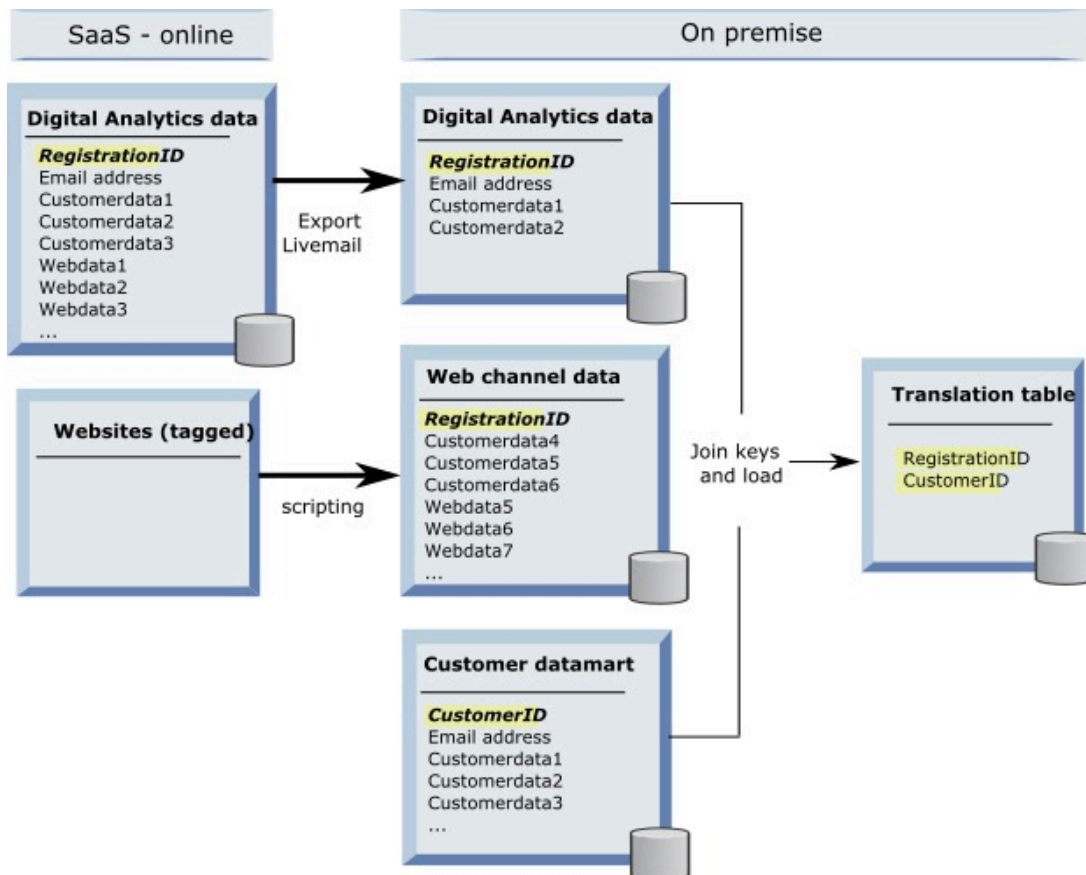 SaaS - online
On premise
Digital Analytics data
RegistrationID
Email address
Customerdata1
Customerdata2
Customerdata3
Webdata1
Webdata2
Webdata3
...
Export
Livemail
Digital Analytics data
RegistrationID
Email address
Customerdata1
Customerdata2
Websites (tagged)
scripting
Web channel data
RegistrationID
Customerdata4
Customerdata5
Customerdata6
Webdata5
Webdata6
Webdata7
...
Customer datamart
CustomerID
Email address
Customerdata1
Customerdata2
Customerdata3
...
Join keys
and load
Translation table
RegistrationID
CustomerID